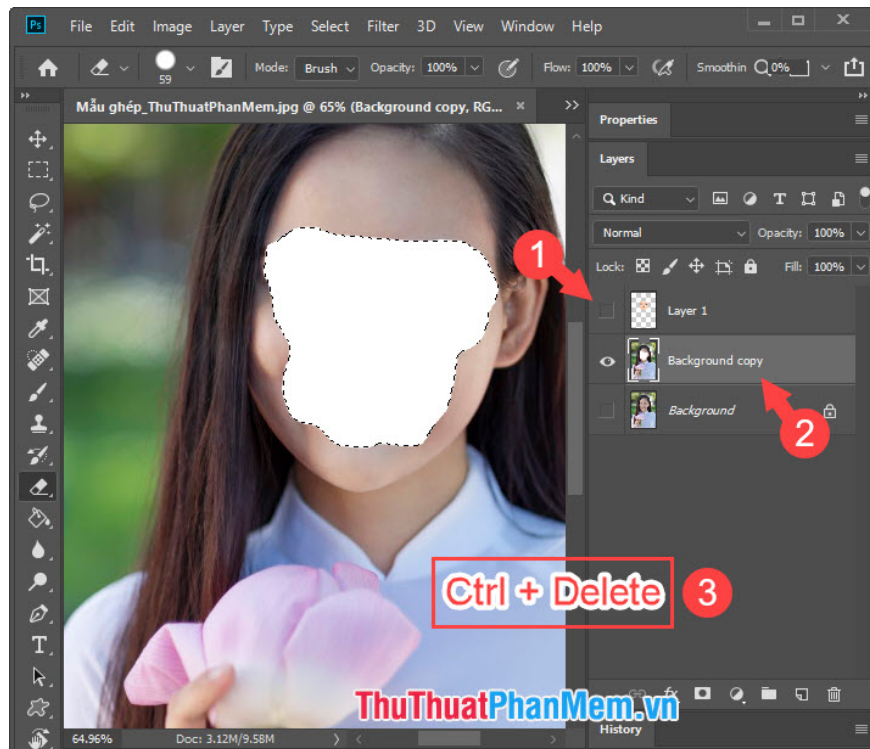 Ps File Edit Image Layer Type Select Filter 3D View Window Help
59 Mode: Brush Opacity: 100% Flow: 100% Smoothin 0%
Mẫu ghép_ThuThuatPhanMem.jpg @ 65% (Background copy, RG...
Properties
Layers
Kind
Normal Opacity: 100%
Lock: Fill: 100%
1
Layer 1
Background copy
Background
2
Ctrl + Delete 3
ThuThuatPhanMem.vn
64.96% Doc: 3.12M/9.58M
History